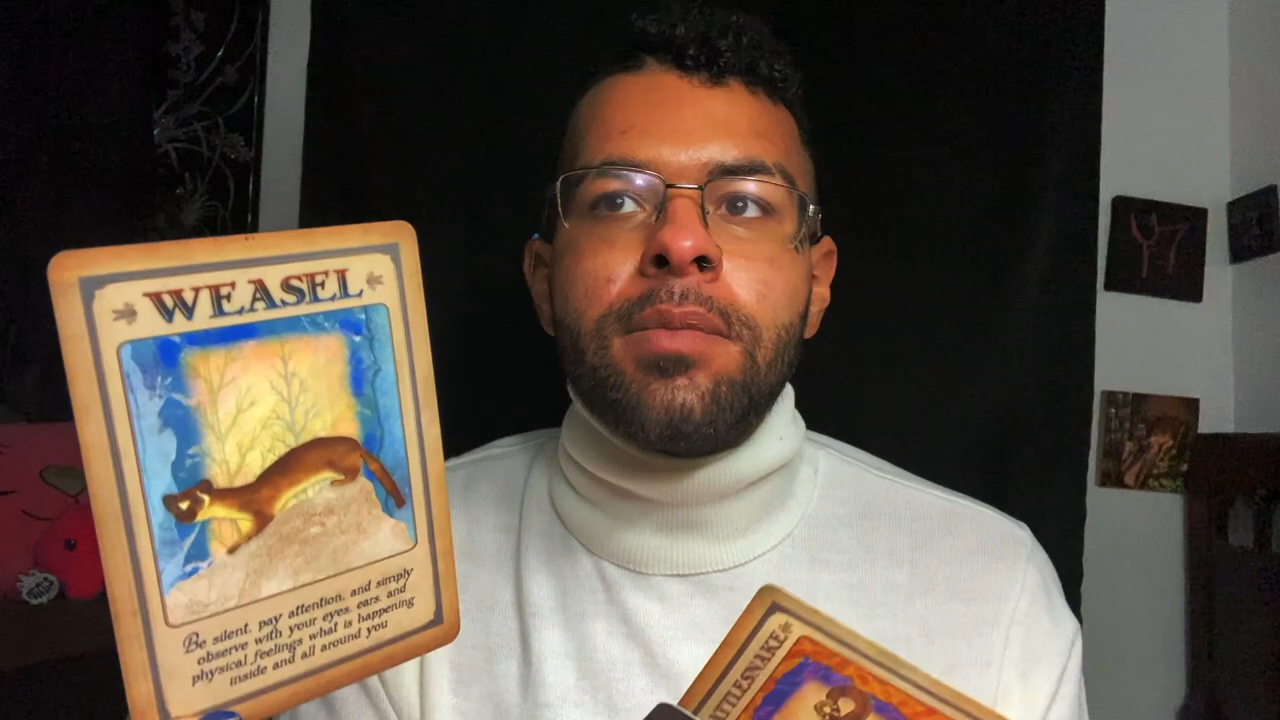 WEASEL
Be silent, pay attention, and simply
observe with your eyes, ears, and
physical feelings what is happening
inside and all around you
ATTLESNAKE